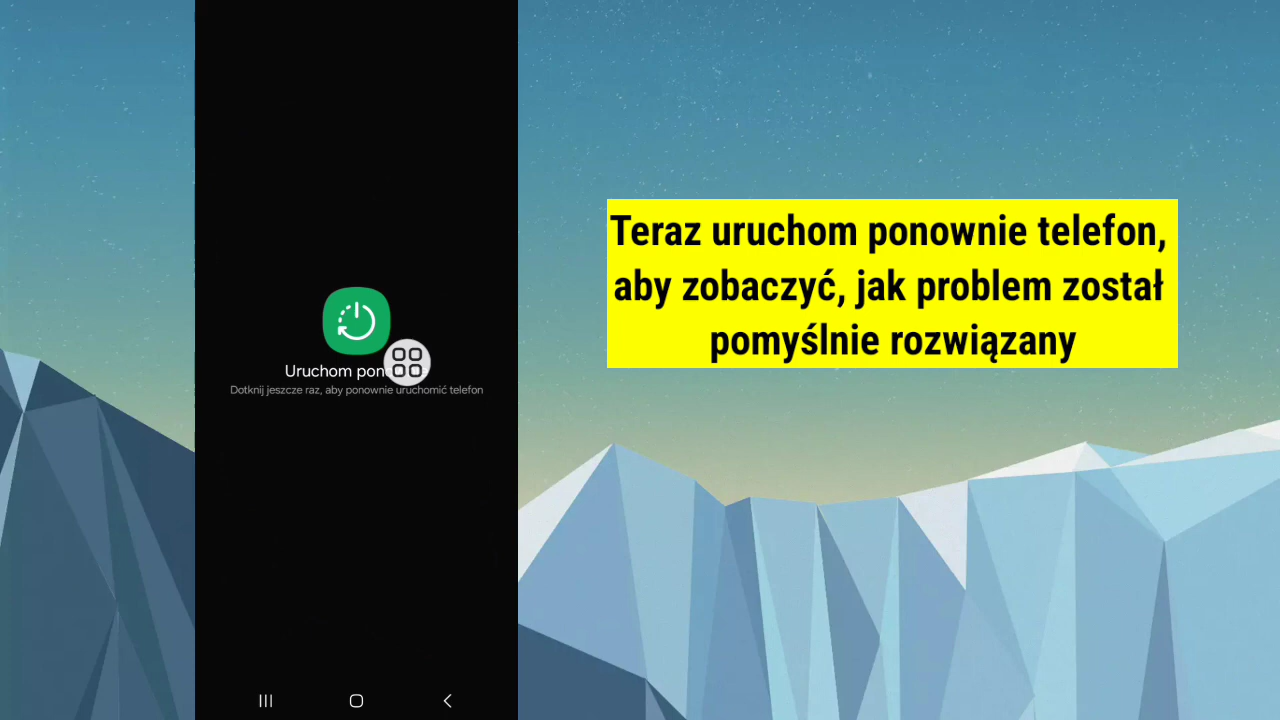 Uruchom pon
Dotknij jeszcze raz, aby ponownie uruchomić telefon
Teraz uruchom ponownie telefon,
aby zobaczyć, jak problem został
pomyślnie rozwiązany